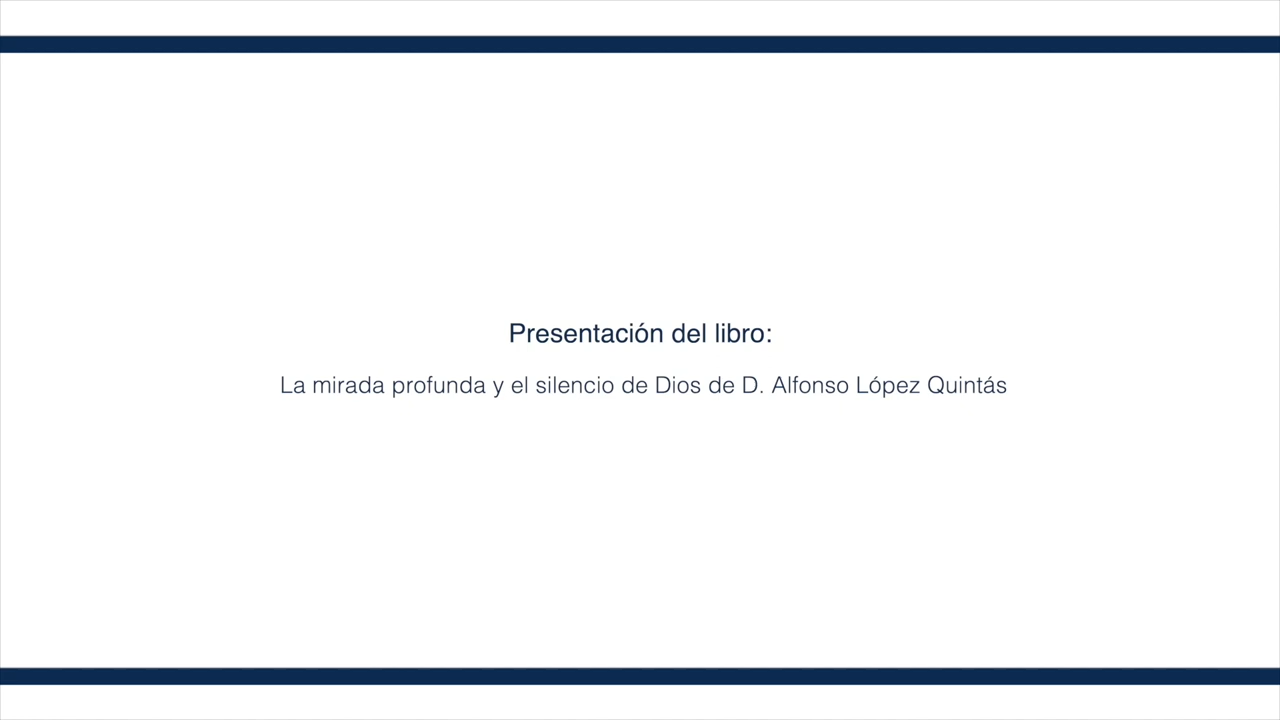 Presentación del libro:
La mirada profunda y el silencio de Dios de D. Alfonso López Quintás